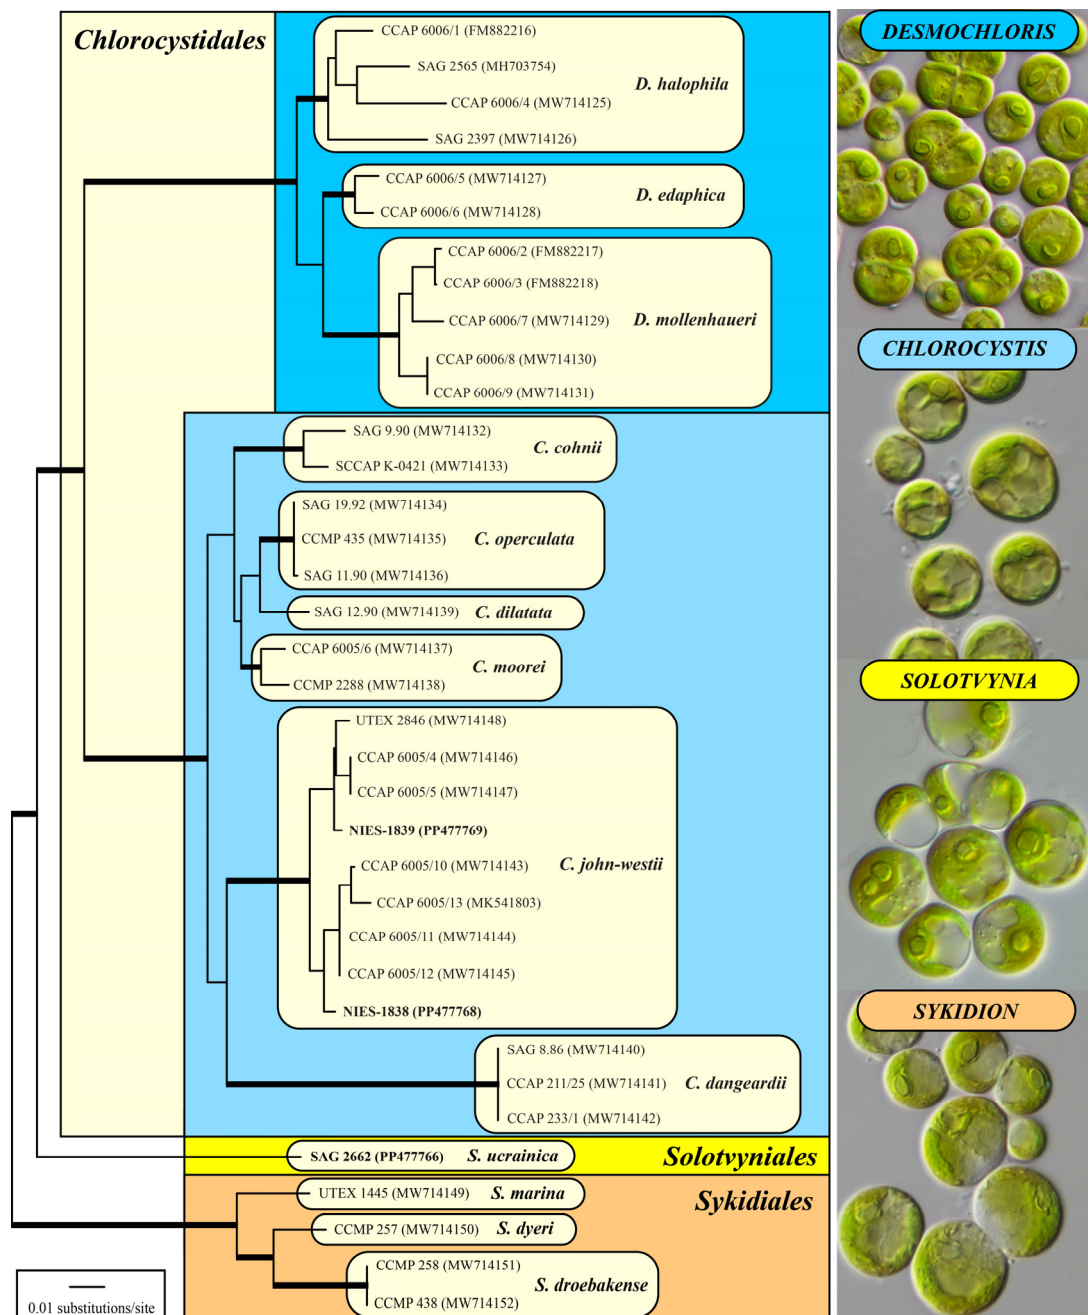 Chlorocystidales
CCAP 6006/1 (FM882216)
SAG 2565 (MH703754)
D. halophila
CCAP 6006/4 (MW714125)
SAG 2397 (MW714126)
CCAP 6006/5 (MW714127)
D. edaphica
CCAP 6006/6 (MW714128)
CCAP 6006/2 (FM882217)
CCAP 6006/3 (FM882218)
D. mollenhaueri
CCAP 6006/7 (MW714129)
CCAP 6006/8 (MW714130)
CCAP 6006/9 (MW714131)
SAG 9.90 (MW714132)
C. cohnii
SCCAP K-0421 (MW714133)
SAG 19.92 (MW714134)
CCMP 435 (MW714135)
C. operculata
SAG 11.90 (MW714136)
SAG 12.90 (MW714139)
C. dilatata
CCAP 6005/6 (MW714137)
C. moorei
CCMP 2288 (MW714138)
UTEX 2846 (MW714148)
CCAP 6005/4 (MW714146)
CCAP 6005/5 (MW714147)
NIES-1839 (PP477769)
CCAP 6005/10 (MW714143)
C. john-westii
CCAP 6005/13 (MK541803)
CCAP 6005/11 (MW714144)
CCAP 6005/12 (MW714145)
NIES-1838 (PP477768)
SAG 8.86 (MW714140)
CCAP 211/25 (MW714141)
C. dangeardii
CCAP 233/1 (MW714142)
SAG 2662 (PP477766)
S. ucrainica
Solotvyniales
UTEX 1445 (MW714149)
S. marina
Sykidiales
CCMP 257 (MW714150)
S. dyeri
CCMP 258 (MW714151)
S. droebakense
CCMP 438 (MW714152)
0.01 substitutions/site
DESMOCHLORIS
CHLOROCYSTIS
SOLOTVYNIA
SYKIDION